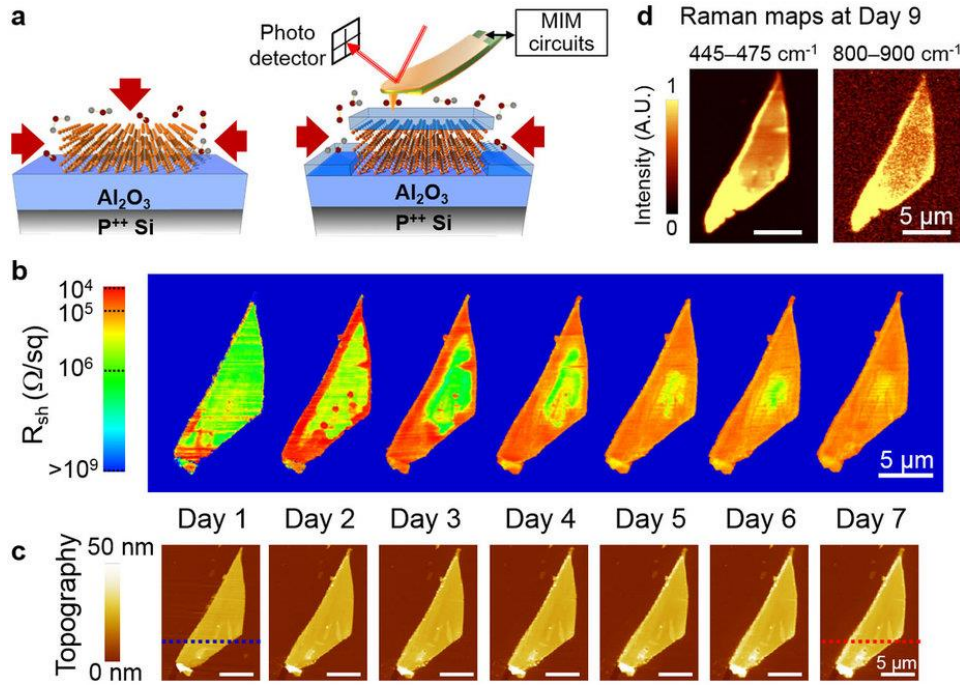 a
Photo
detector
MIM
circuits
Al₂O₃
P⁺⁺ Si
Al₂O₃
P⁺⁺ Si
d Raman maps at Day 9
445–475 cm⁻¹ 800–900 cm⁻¹
Intensity (A.U.)
1
0
5 µm
b
R_sh (Ω/sq)
10⁴
10⁵
10⁶
>10⁹
5 µm
Day 1 Day 2 Day 3 Day 4 Day 5 Day 6 Day 7
c
Topography
50 nm
0 nm
5 µm